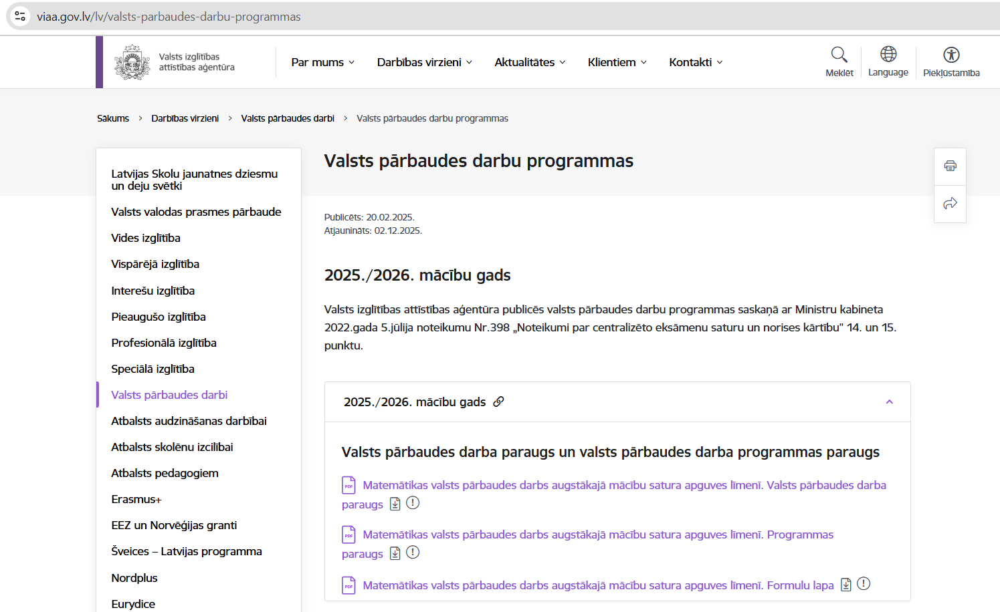 viaa.gov.lv/lv/valsts-parbaudes-darbu-programmas
Valsts izglītības
attīstības aģentūra
Par mums
Darbības virzieni
Aktualitātes
Klientiem
Kontakti
Meklēt
Language
Piekļūstamība
Sākums > Darbības virzieni > Valsts pārbaudes darbi > Valsts pārbaudes darbu programmas
Latvijas Skolu jaunatnes dziesmu
un deju svētki
Valsts valodas prasmes pārbaude
Vides izglītība
Vispārējā izglītība
Interešu izglītība
Pieaugušo izglītība
Profesionālā izglītība
Speciālā izglītība
Valsts pārbaudes darbi
Atbalsts audzināšanas darbībai
Atbalsts skolēnu izcilībai
Atbalsts pedagogiem
Erasmus+
EEZ un Norvēģijas granti
Šveices – Latvijas programma
Nordplus
Eurydice
Valsts pārbaudes darbu programmas
Publicēts: 20.02.2025.
Atjaunināts: 02.12.2025.
2025./2026. mācību gads
Valsts izglītības attīstības aģentūra publicēs valsts pārbaudes darbu programmas saskaņā ar Ministru kabineta
2022.gada 5.jūlija noteikumu Nr.398 „Noteikumi par centralizēto eksāmenu saturu un norises kārtību” 14. un 15.
punktu.
2025./2026. mācību gads
Valsts pārbaudes darba paraugs un valsts pārbaudes darba programmas paraugs
PDF Matemātikas valsts pārbaudes darbs augstākajā mācību satura apguves līmenī. Valsts pārbaudes darba
paraugs
PDF Matemātikas valsts pārbaudes darbs augstākajā mācību satura apguves līmenī. Programmas
paraugs
PDF Matemātikas valsts pārbaudes darbs augstākajā mācību satura apguves līmenī. Formulu lapa